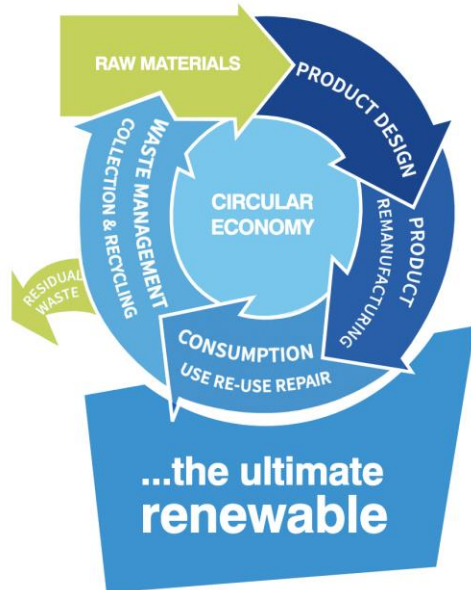 RAW MATERIALS
PRODUCT DESIGN
PRODUCT
REMANUFACTURING
CONSUMPTION
USE RE-USE REPAIR
WASTE MANAGEMENT
COLLECTION & RECYCLING
RESIDUAL
WASTE
CIRCULAR
ECONOMY
...the ultimate
renewable